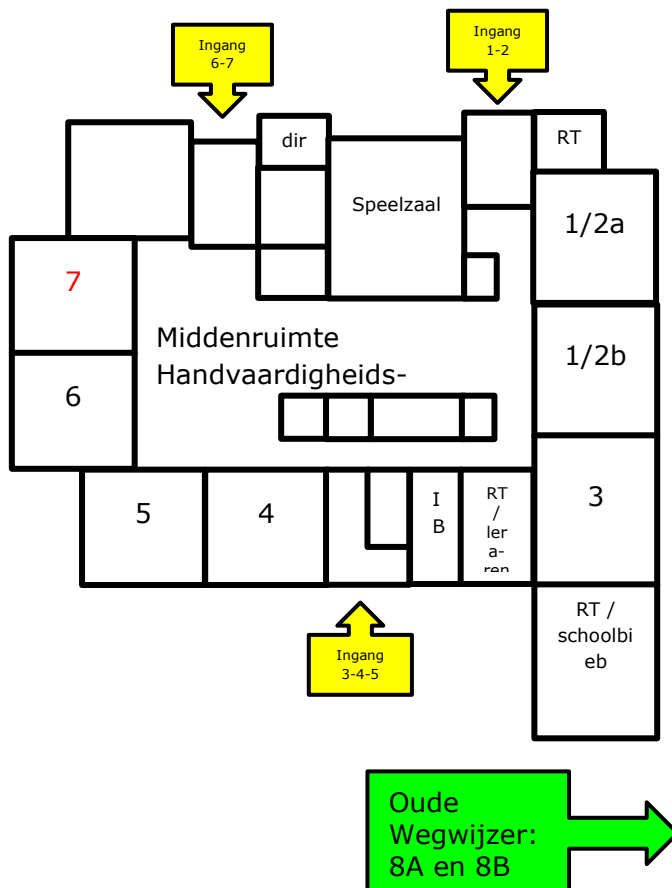 Ingang
6-7
Ingang
1-2
dir
RT
Speelzaal
1/2a
7
Middenruimte
Handvaardigheids-
1/2b
6
5
4
I
B
RT
/
ler
a-
ren
3
RT /
schoolbi
eb
Ingang
3-4-5
Oude
Wegwijzer:
8A en 8B